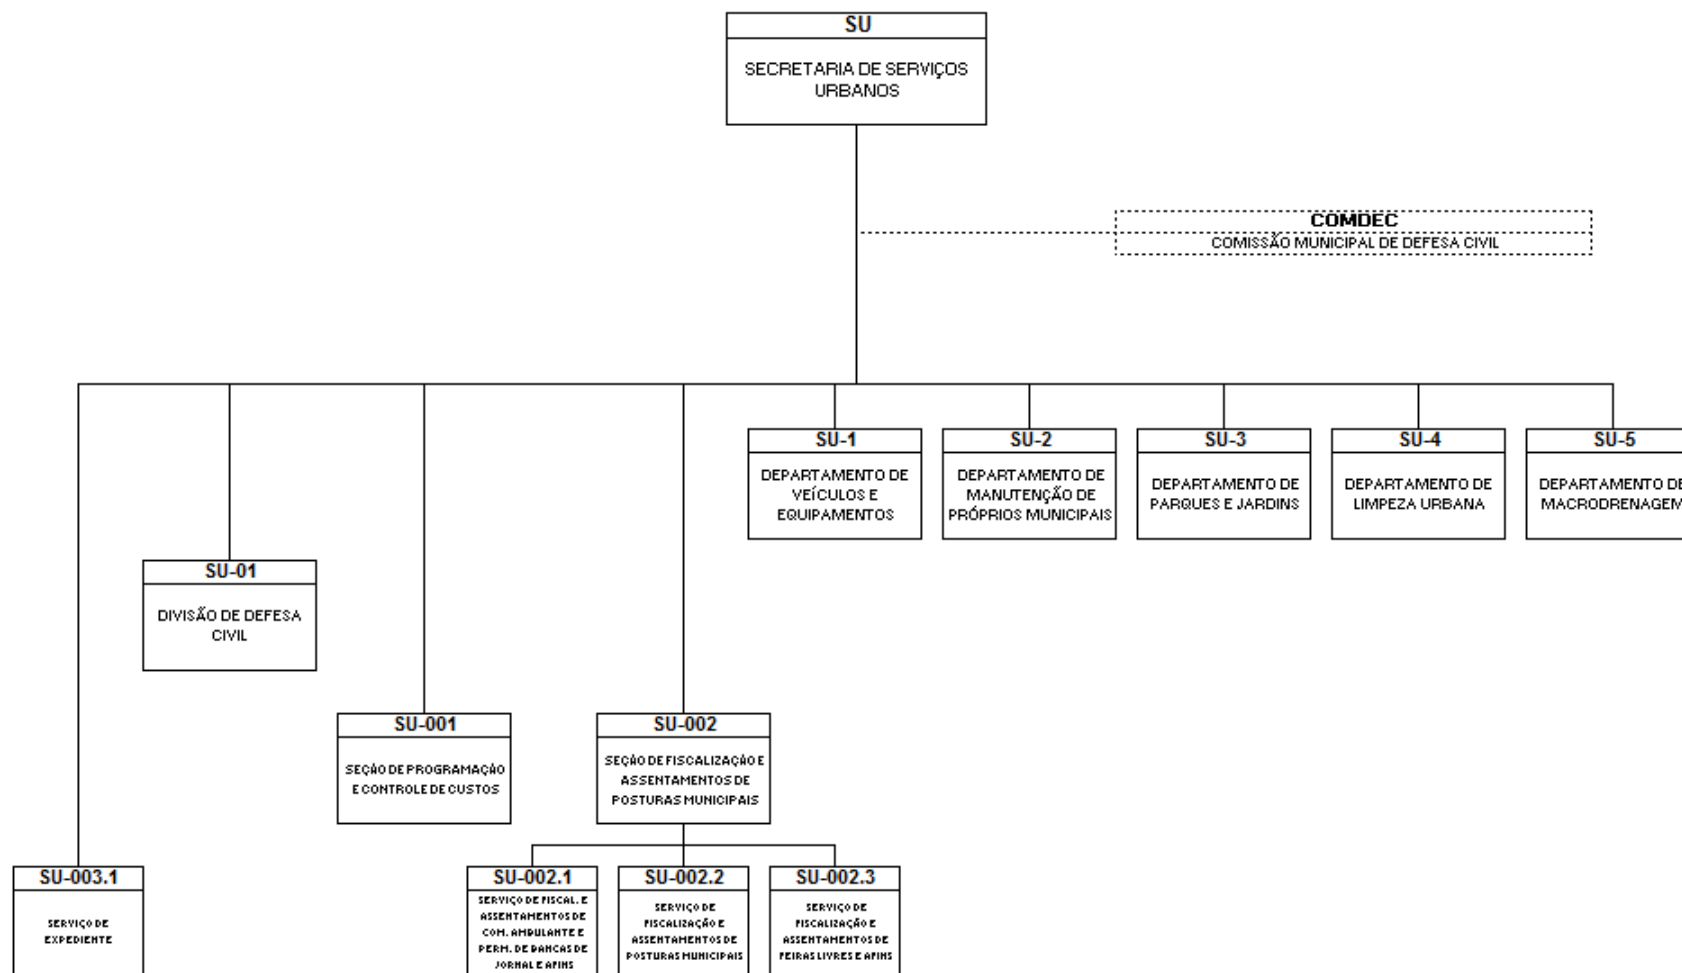 SU
SECRETARIA DE SERVIÇOS
URBANOS
COMDEC
COMISSÃO MUNICIPAL DE DEFESA CIVIL
SU-1
DEPARTAMENTO DE
VEÍCULOS E
EQUIPAMENTOS
SU-2
DEPARTAMENTO DE
MANUTENÇÃO DE
PRÓPRIOS MUNICIPAIS
SU-3
DEPARTAMENTO DE
PARQUES E JARDINS
SU-4
DEPARTAMENTO DE
LIMPEZA URBANA
SU-5
DEPARTAMENTO DE
MACRODRENAGEM
SU-01
DIVISÃO DE DEFESA
CIVIL
SU-001
SEÇÃO DE PROGRAMAÇÃO
E CONTROLE DE CUSTOS
SU-002
SEÇÃO DE FISCALIZAÇÃO E
ASSENTAMENTOS DE
POSTURAS MUNICIPAIS
SU-003.1
SERVIÇO DE
EXPEDIENTE
SU-002.1
SERVIÇO DE FISCAL. E
ASSENTAMENTOS DE
COM. AMBULANTE E
PERM. DE BANCAS DE
JORNAL E AFINS
SU-002.2
SERVIÇO DE
FISCALIZAÇÃO E
ASSENTAMENTOS DE
POSTURAS MUNICIPAIS
SU-002.3
SERVIÇO DE
FISCALIZAÇÃO E
ASSENTAMENTOS DE
FEIRAS LIVRES E AFINS